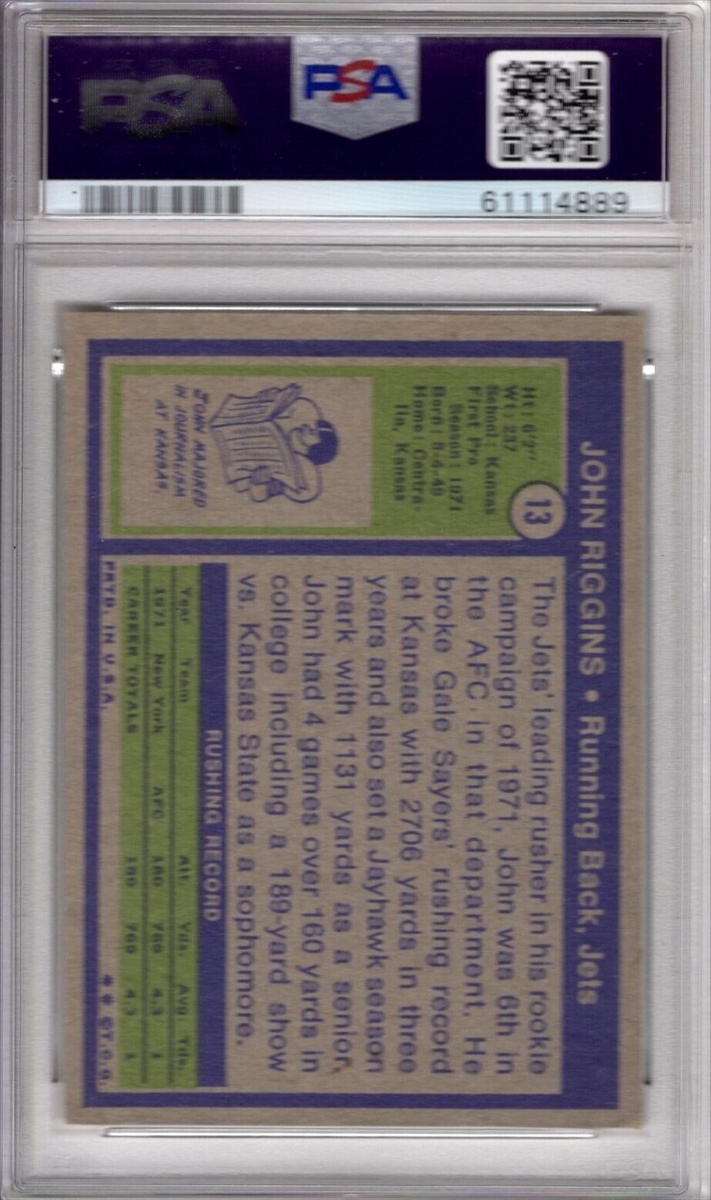 PSA
PSA
61114889
JOHN RIGGINS • Running Back, Jets
13
Ht: 6'2"
Wt: 237
School: Kansas
First Pro
Season: 1971
Born: 8-4-49
Home: Centra-
lia, Kansas
JOHN MAJORED
IN JOURNALISM
AT KANSAS.
The Jets' leading rusher in his rookie
campaign of 1971, John was 6th in
the AFC in that department. He
broke Gale Sayers' rushing record
at Kansas with 2706 yards in three
years and also set a Jayhawk season
mark with 1131 yards as a senior.
John had 4 games over 160 yards in
college including a 189-yard show
vs. Kansas State as a sophomore.
RUSHING RECORD
Year Team Att. Yds. Avg. Tds.
1971 New York AFC 180 769 4.3 1
CAREER TOTALS 180 769 4.3 1
PRTD. IN U.S.A.